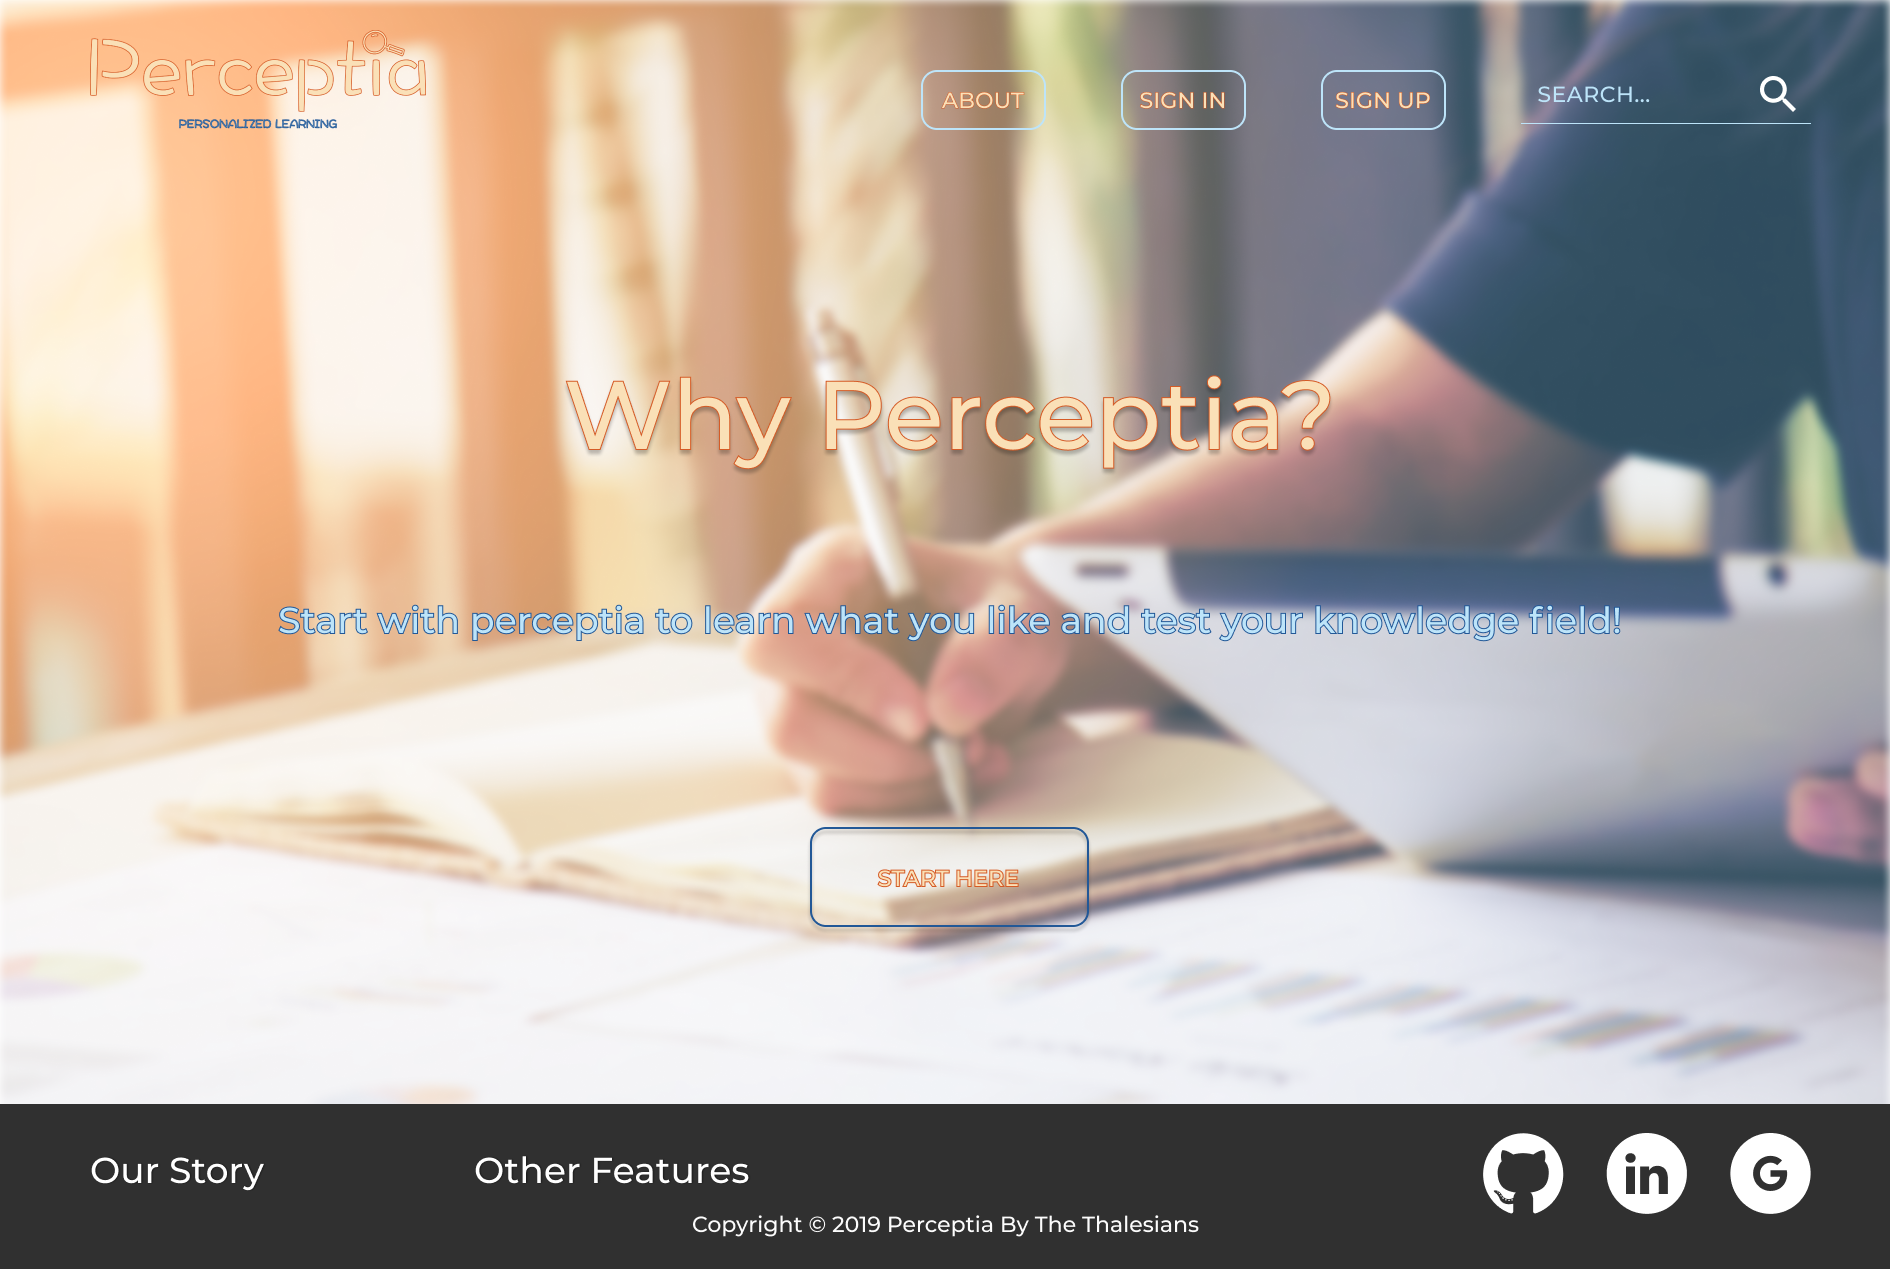 Perceptia
PERSONALIZED LEARNING
ABOUT
SIGN IN
SIGN UP
SEARCH...
Why Perceptia?
Start with perceptia to learn what you like and test your knowledge field!
START HERE
Our Story
Other Features
in
G
Copyright © 2019 Perceptia By The Thalesians